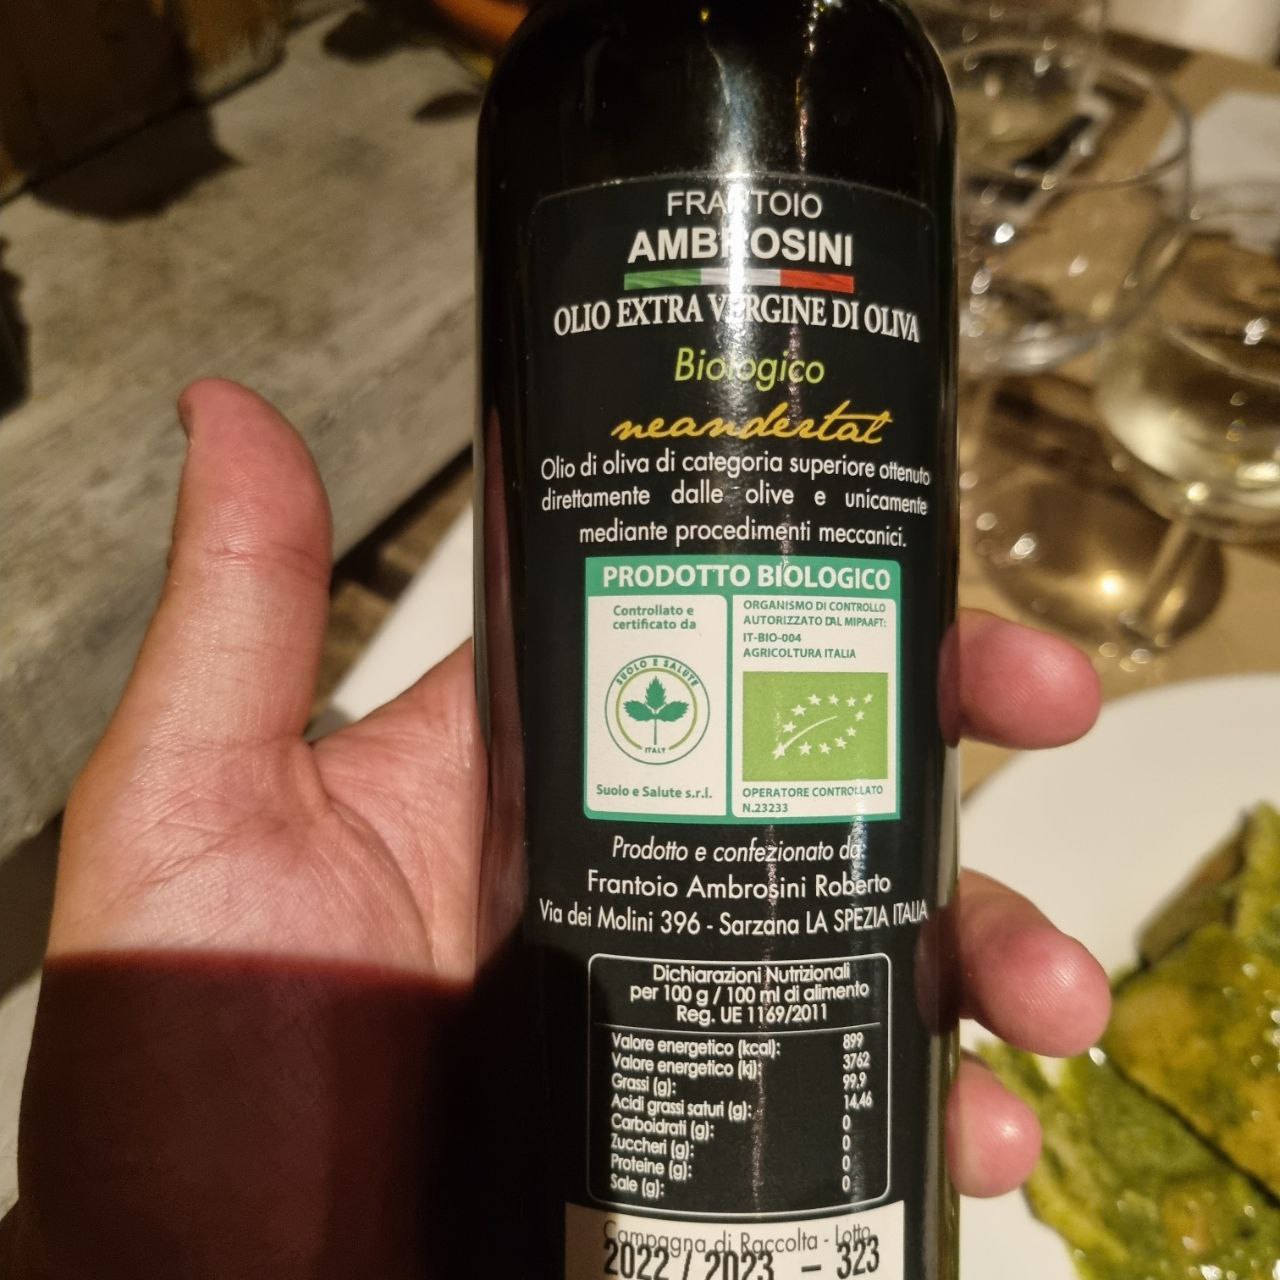 FRANTOIO
AMBROSINI
OLIO EXTRA VERGINE DI OLIVA
Biologico
neandertal
Olio di oliva di categoria superiore ottenuto
direttamente dalle olive e unicamente
mediante procedimenti meccanici.
PRODOTTO BIOLOGICO
Controllato e
certificato da
SUOLO E SALUTE
ITALY
Suolo e Salute s.r.l.
ORGANISMO DI CONTROLLO
AUTORIZZATO DAL MIPAAFT:
IT-BIO-004
AGRICOLTURA ITALIA
OPERATORE CONTROLLATO
N.23233
Prodotto e confezionato da:
Frantoio Ambrosini Roberto
Via dei Molini 396 - Sarzana LA SPEZIA ITALIA
Dichiarazioni Nutrizionali
per 100 g / 100 ml di alimento
Reg. UE 1169/2011
Valore energetico (kcal): 899
Valore energetico (kj): 3762
Grassi (g): 99,9
Acidi grassi saturi (g): 14,46
Carboidrati (g): 0
Zuccheri (g): 0
Proteine (g): 0
Sale (g): 0
Campagna di Raccolta - Lotto
2022 / 2023 - 323